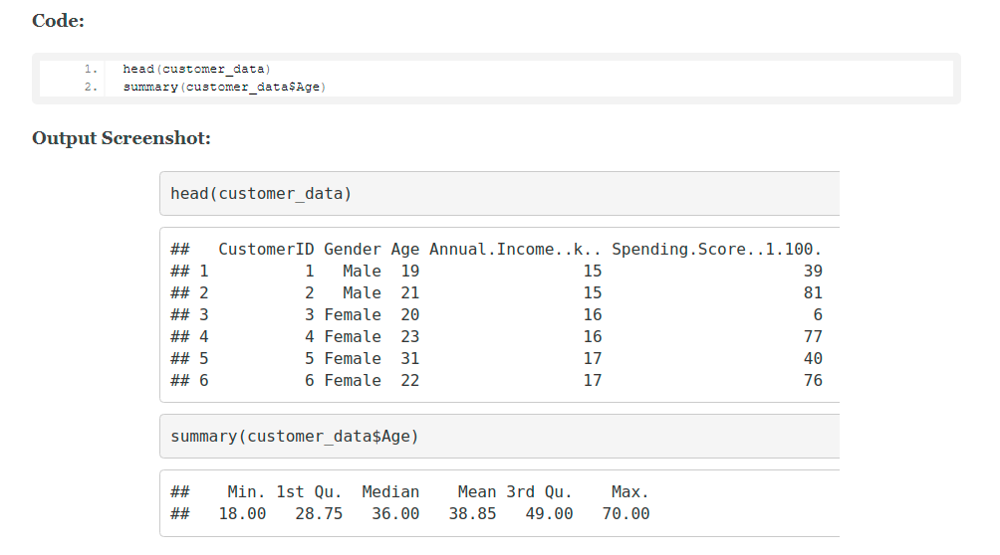 Code:
1. head(customer_data)
2. summary(customer_data$Age)
Output Screenshot:
head(customer_data)
##   CustomerID Gender Age Annual.Income..k.. Spending.Score..1.100.
## 1          1   Male  19                 15                     39
## 2          2   Male  21                 15                     81
## 3          3 Female  20                 16                      6
## 4          4 Female  23                 16                     77
## 5          5 Female  31                 17                     40
## 6          6 Female  22                 17                     76
summary(customer_data$Age)
##    Min. 1st Qu.  Median    Mean 3rd Qu.    Max.
##   18.00   28.75   36.00   38.85   49.00   70.00